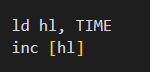 ld hl, TIME
inc [hl]